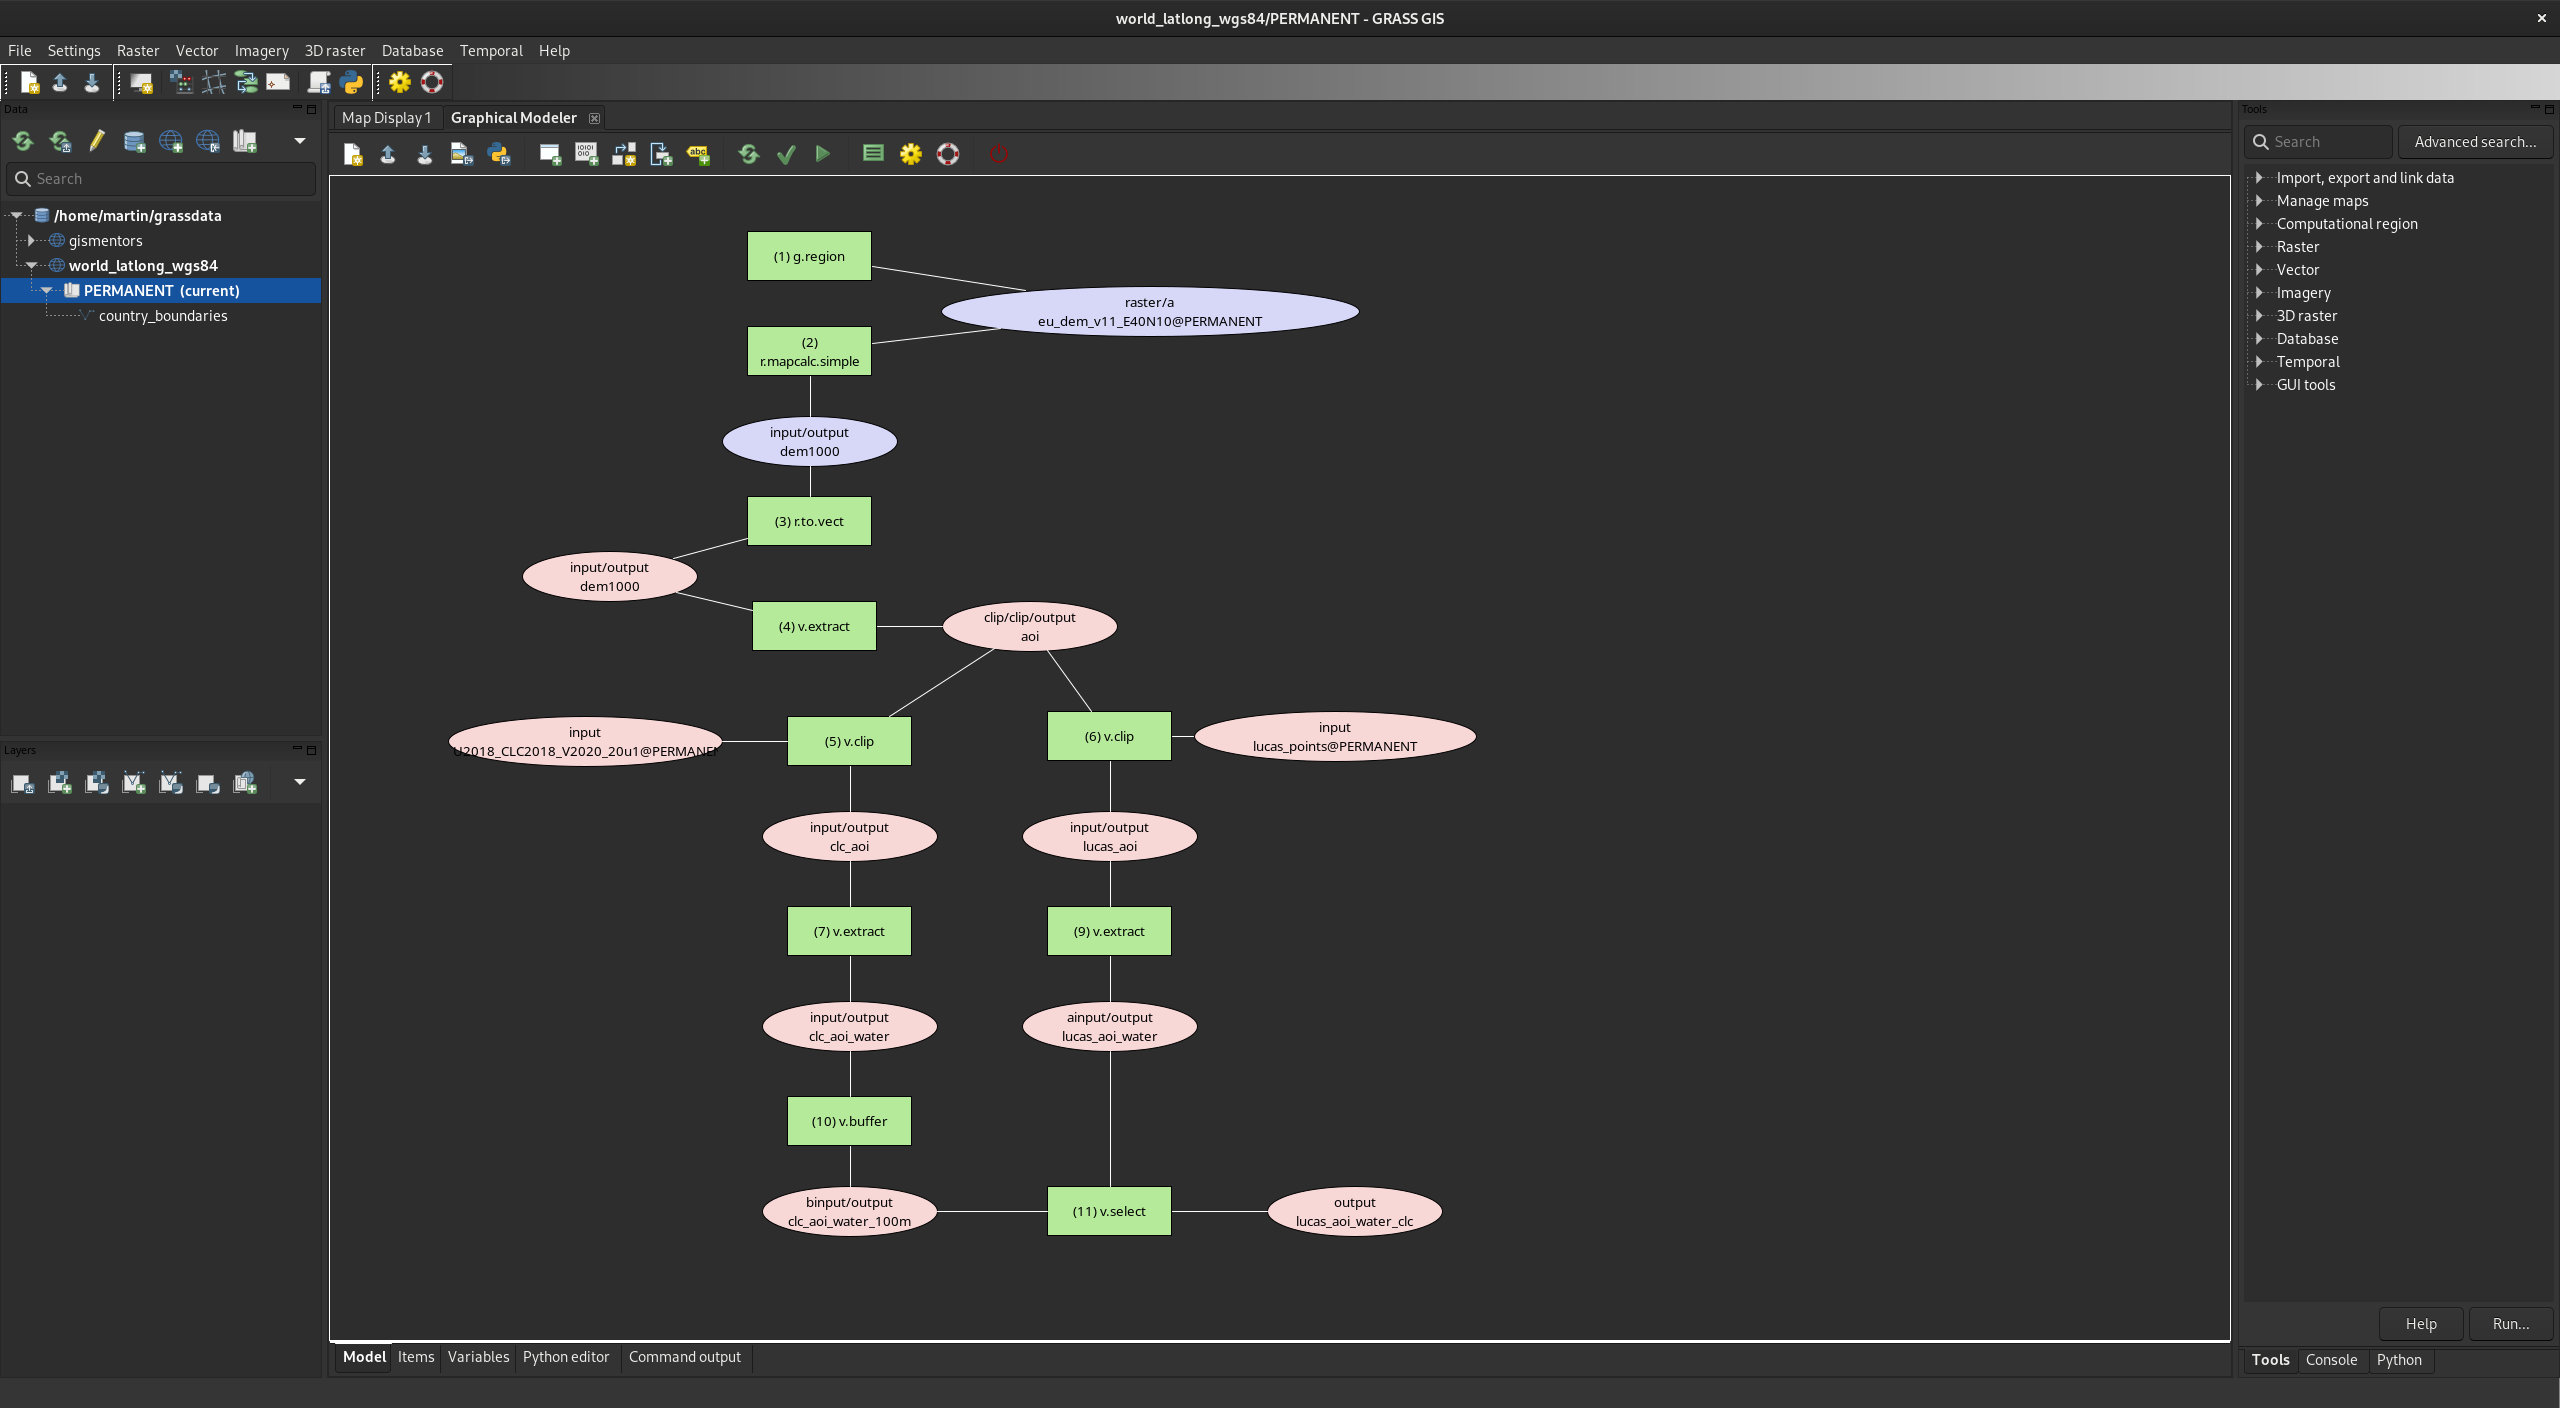 world_latlong_wgs84/PERMANENT - GRASS GIS
File Settings Raster Vector Imagery 3D raster Database Temporal Help
Data
Search
/home/martin/grassdata
gismentors
world_latlong_wgs84
PERMANENT (current)
country_boundaries
Layers
Map Display 1 Graphical Modeler
(1) g.region
raster/a
eu_dem_v11_E40N10@PERMANENT
(2)
r.mapcalc.simple
input/output
dem1000
(3) r.to.vect
input/output
dem1000
(4) v.extract
clip/clip/output
aoi
input
U2018_CLC2018_V2020_20u1@PERMANE
(5) v.clip
(6) v.clip
input
lucas_points@PERMANENT
input/output
clc_aoi
input/output
lucas_aoi
(7) v.extract
(9) v.extract
input/output
clc_aoi_water
ainput/output
lucas_aoi_water
(10) v.buffer
binput/output
clc_aoi_water_100m
(11) v.select
output
lucas_aoi_water_clc
Model Items Variables Python editor Command output
Tools
Search
Advanced search...
Import, export and link data
Manage maps
Computational region
Raster
Vector
Imagery
3D raster
Database
Temporal
GUI tools
Help
Run...
Tools Console Python